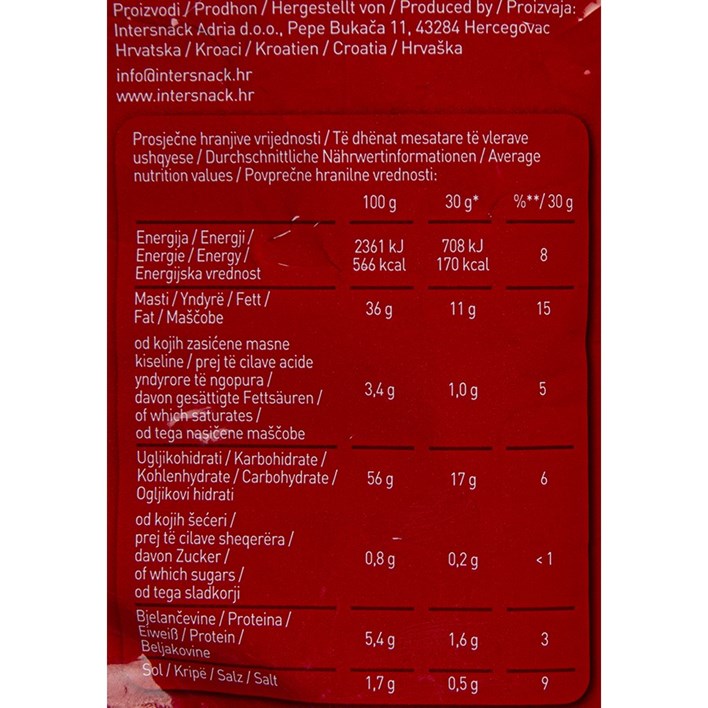 Proizvodi / Prodhon / Hergestellt von / Produced by / Proizvaja:
Intersnack Adria d.o.o., Pepe Bukača 11, 43284 Hercegovac
Hrvatska / Kroaci / Kroatien / Croatia / Hrvaška
info@intersnack.hr
www.intersnack.hr
Prosječne hranjive vrijednosti / Të dhënat mesatare të vlerave
ushqyese / Durchschnittliche Nährwertinformationen / Average
nutrition values / Povprečne hranilne vrednosti:
100 g 30 g* %**/ 30 g
Energija / Energji /
Energie / Energy /
Energijska vrednost
2361 kJ 708 kJ
566 kcal 170 kcal
8
Masti / Yndyrë / Fett /
Fat / Maščobe
36 g 11 g 15
od kojih zasićene masne
kiseline / prej të cilave acide
yndyrore të ngopura /
davon gesättigte Fettsäuren /
of which saturates /
od tega nasičene maščobe
3,4 g 1,0 g 5
Ugljikohidrati / Karbohidrate /
Kohlenhydrate / Carbohydrate /
Ogljikovi hidrati
56 g 17 g 6
od kojih šećeri /
prej të cilave sheqerëra /
davon Zucker /
of which sugars /
od tega sladkorji
0,8 g 0,2 g < 1
Bjelančevine / Proteina /
Eiweiß / Protein /
Beljakovine
5,4 g 1,6 g 3
Sol / Kripë / Salz / Salt
1,7 g 0,5 g 9